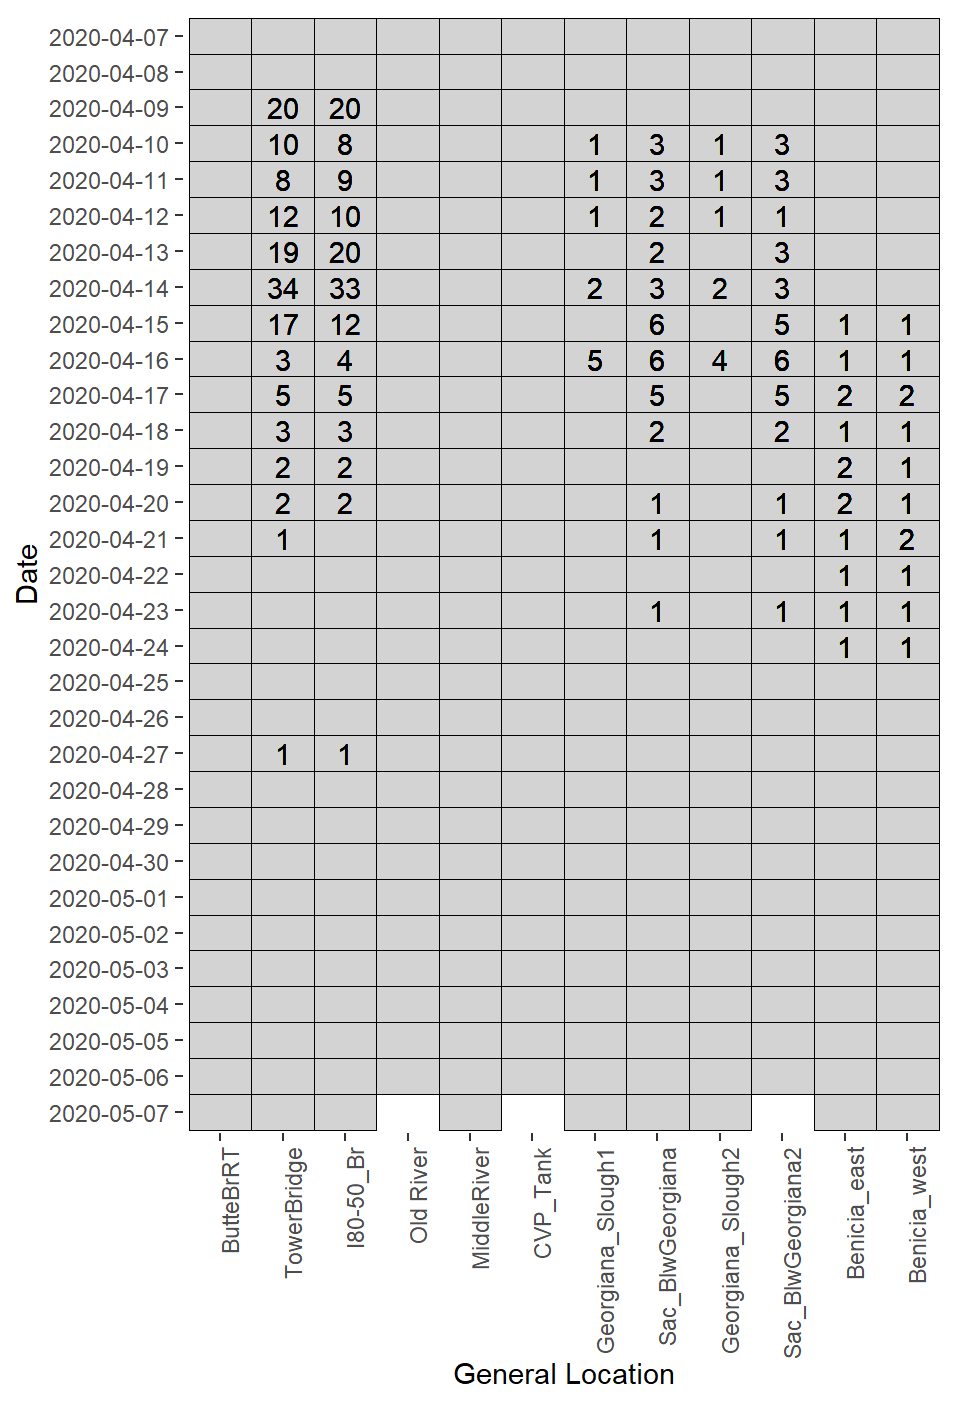 2020-04-07
2020-04-08
2020-04-09 20 20
2020-04-10 10 8 1 3 1 3
2020-04-11 8 9 1 3 1 3
2020-04-12 12 10 1 2 1 1
2020-04-13 19 20 2 3
2020-04-14 34 33 2 3 2 3
2020-04-15 17 12 6 5 1 1
2020-04-16 3 4 5 6 4 6 1 1
2020-04-17 5 5 5 5 2 2
2020-04-18 3 3 2 2 1 1
2020-04-19 2 2 2 1
2020-04-20 2 2 1 1 2 1
2020-04-21 1 1 1 1 2
2020-04-22 1 1
2020-04-23 1 1 1 1
2020-04-24 1 1
2020-04-25
2020-04-26
2020-04-27 1 1
2020-04-28
2020-04-29
2020-04-30
2020-05-01
2020-05-02
2020-05-03
2020-05-04
2020-05-05
2020-05-06
2020-05-07
Date
ButteBrRT
TowerBridge
I80-50_Br
Old River
MiddleRiver
CVP_Tank
Georgiana_Slough1
Sac_BlwGeorgiana
Georgiana_Slough2
Sac_BlwGeorgiana2
Benicia_east
Benicia_west
General Location